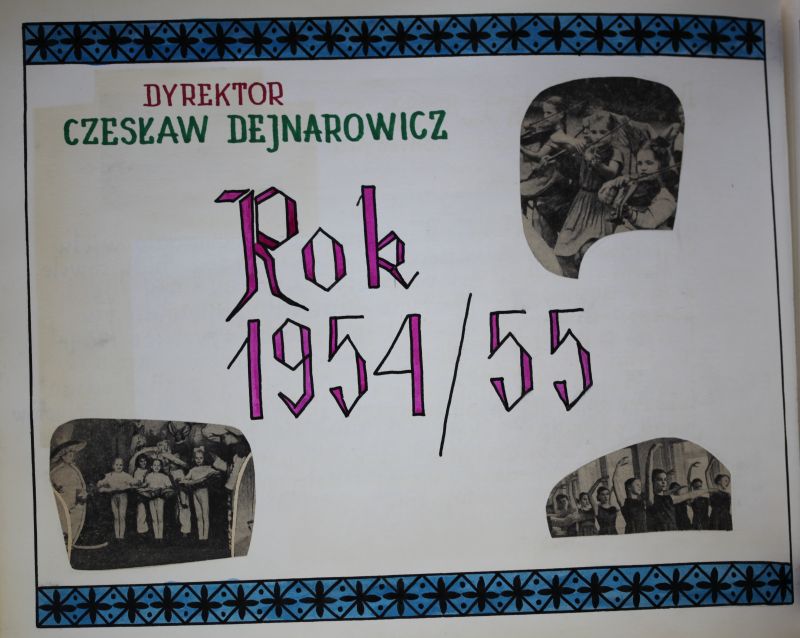 DYREKTOR
CZESŁAW DEJNAROWICZ
Rok
1954/55